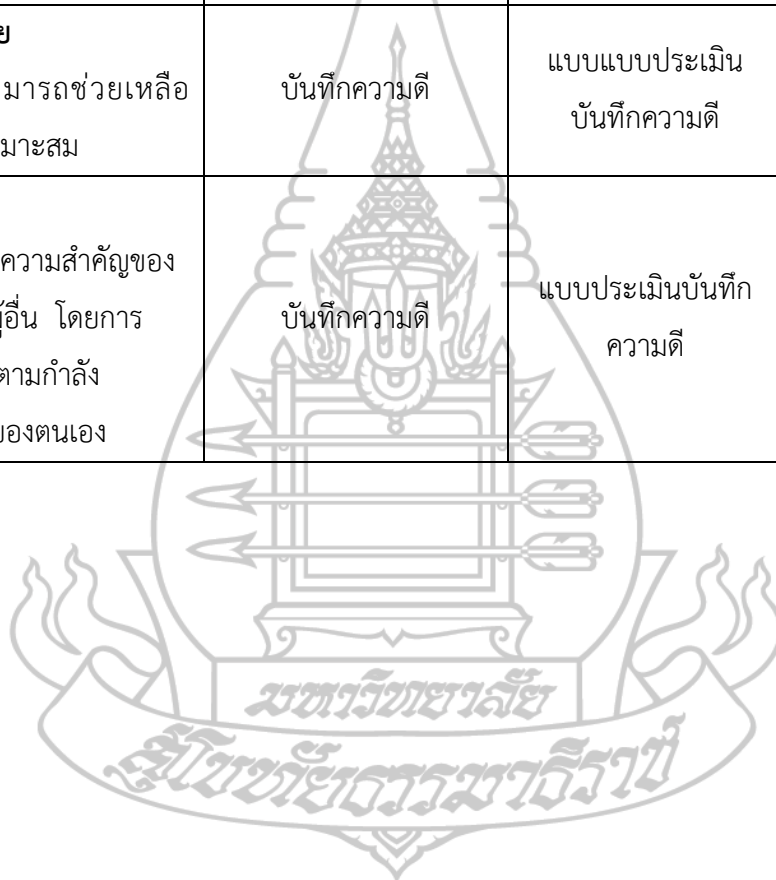 ย
มารถช่วยเหลือ
มาะสม
บันทึกความดี
แบบแบบประเมิน
บันทึกความดี
ความสำคัญของ
ผู้อื่น โดยการ
ตามกำลัง
ของตนเอง
บันทึกความดี
แบบประเมินบันทึก
ความดี
มหาวิทยาลัย
สุโขทัยธรรมาธิราช